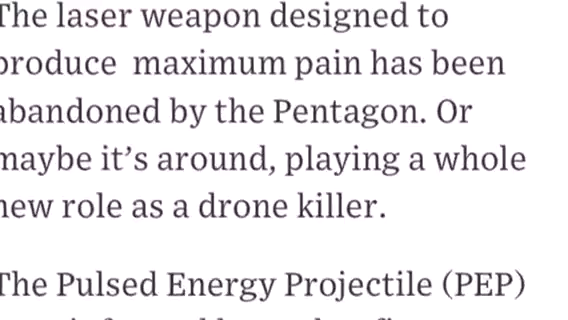 The laser weapon designed to
produce  maximum pain has been
abandoned by the Pentagon. Or
maybe it’s around, playing a whole
new role as a drone killer.
The Pulsed Energy Projectile (PEP)